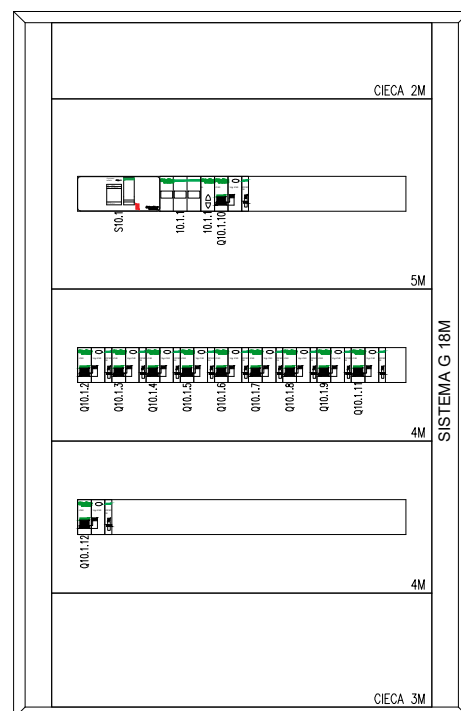 CIECA 2M
S10.1
10.1.1
10.1.1
Q10.1.10
5M
Q10.1.2
Q10.1.3
Q10.1.4
Q10.1.5
Q10.1.6
Q10.1.7
Q10.1.8
Q10.1.9
Q10.1.11
4M
SISTEMA G 18M
Q10.1.12
4M
CIECA 3M